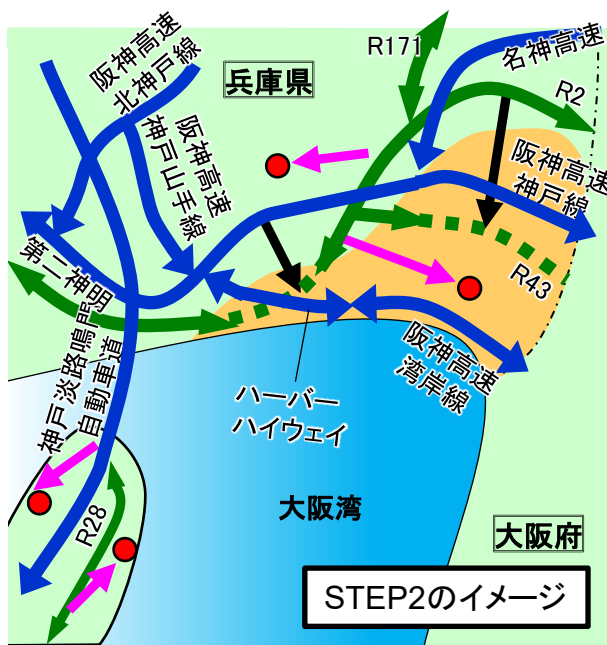 阪神高速
北神戸線
兵庫県
R171
名神高速
R2
阪神高速
神戸山手線
阪神高速
神戸線
第二神明
R43
神戸淡路鳴門
自動車道
ハーバー
ハイウェイ
阪神高速
湾岸線
R28
大阪湾
大阪府
STEP2のイメージ